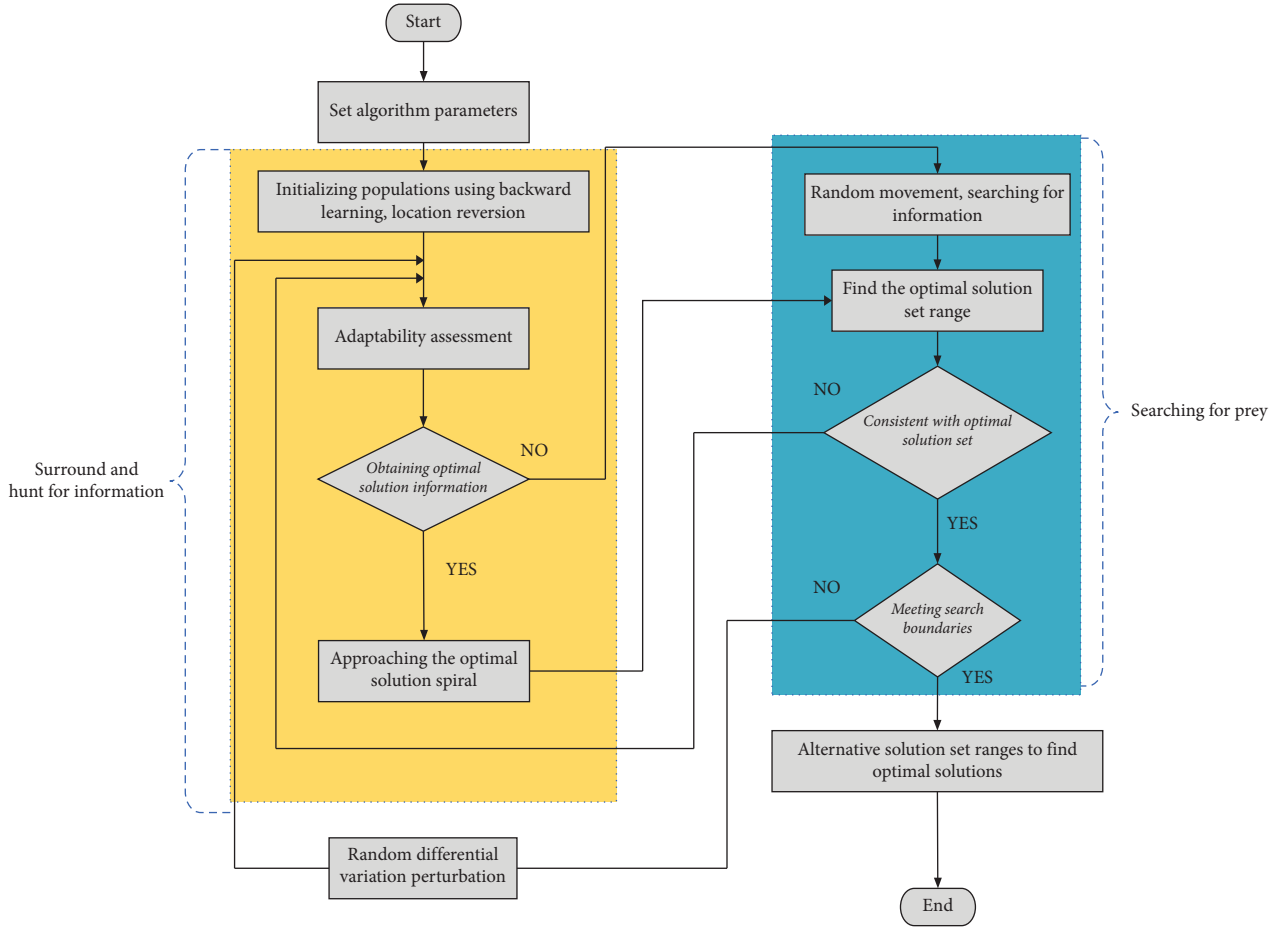 Start
Set algorithm parameters
Initializing populations using backward
learning, location reversion
Adaptability assessment
Obtaining optimal
solution information
NO
YES
Approaching the optimal
solution spiral
Surround and
hunt for information
Random differential
variation perturbation
Random movement, searching for
information
Find the optimal solution
set range
NO
Consistent with optimal
solution set
YES
NO
Meeting search
boundaries
YES
Searching for prey
Alternative solution set ranges to find
optimal solutions
End